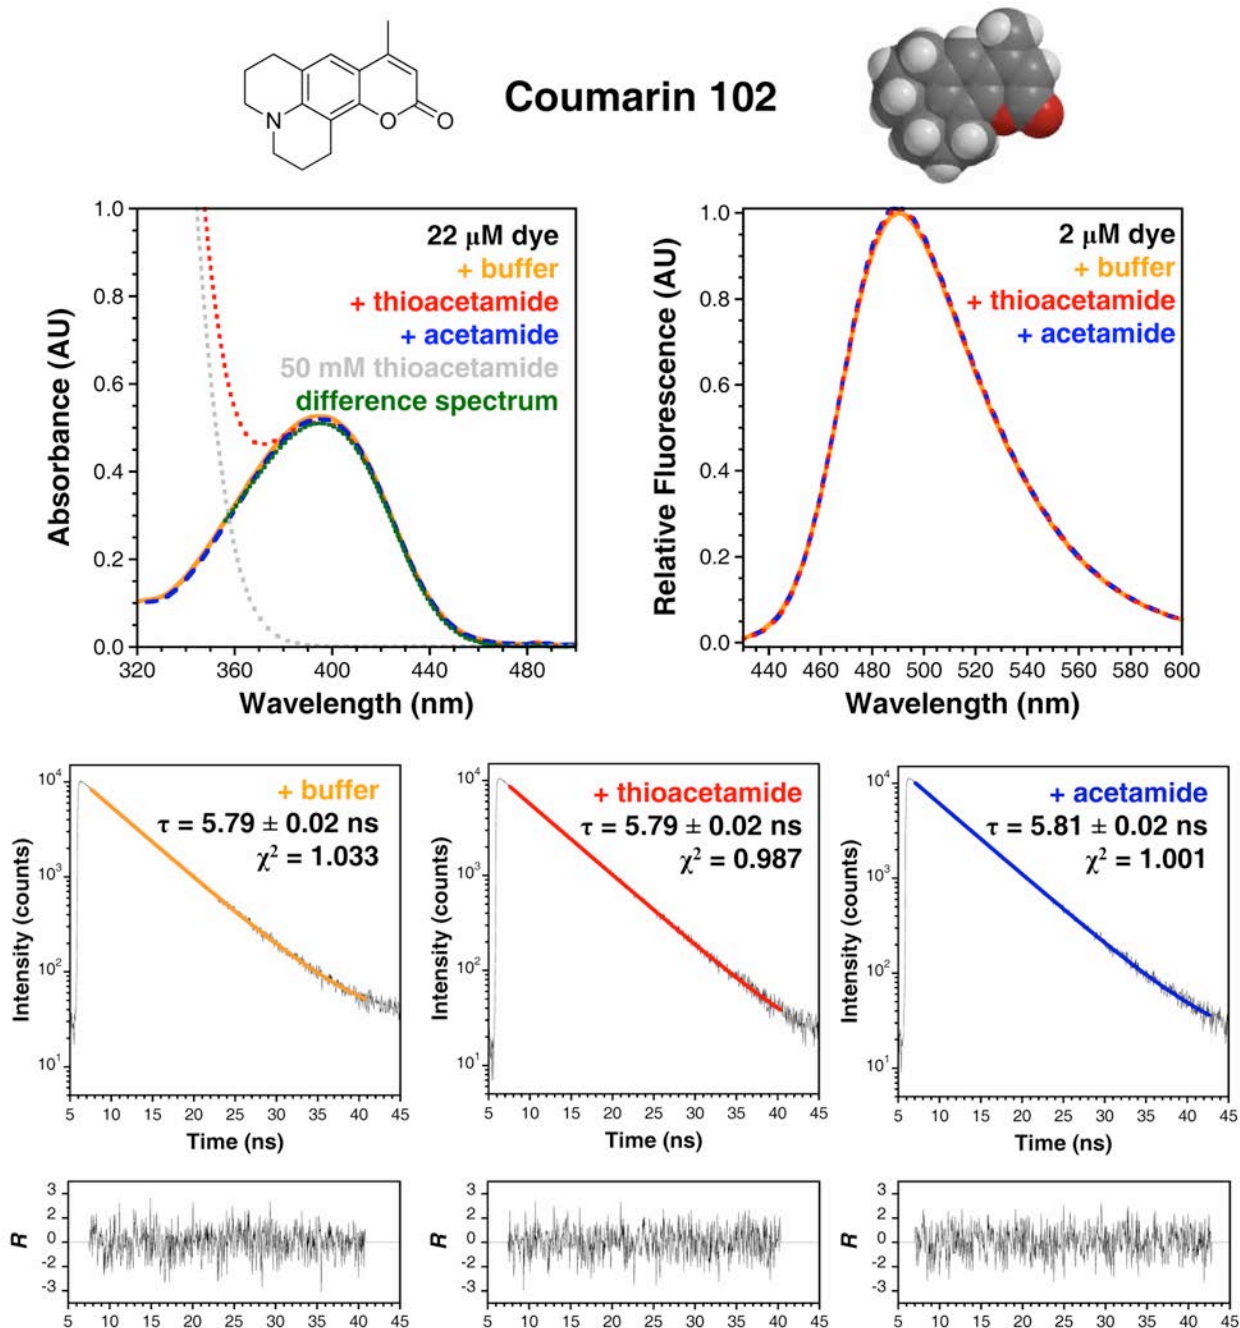 Coumarin 102
N
O
O
1.0
0.8
0.6
0.4
0.2
0.0
Absorbance (AU)
22 μM dye
+ buffer
+ thioacetamide
+ acetamide
50 mM thioacetamide
difference spectrum
320 360 400 440 480
Wavelength (nm)
1.0
0.8
0.6
0.4
0.2
0.0
Relative Fluorescence (AU)
2 μM dye
+ buffer
+ thioacetamide
+ acetamide
440 460 480 500 520 540 560 580 600
Wavelength (nm)
10⁴
10³
10²
10¹
Intensity (counts)
+ buffer
τ = 5.79 ± 0.02 ns
χ² = 1.033
5 10 15 20 25 30 35 40 45
Time (ns)
10⁴
10³
10²
10¹
Intensity (counts)
+ thioacetamide
τ = 5.79 ± 0.02 ns
χ² = 0.987
5 10 15 20 25 30 35 40 45
Time (ns)
10⁴
10³
10²
10¹
Intensity (counts)
+ acetamide
τ = 5.81 ± 0.02 ns
χ² = 1.001
5 10 15 20 25 30 35 40 45
Time (ns)
R
3
2
0
-2
-3
5 10 15 20 25 30 35 40 45
R
3
2
0
-2
-3
5 10 15 20 25 30 35 40 45
R
3
2
0
-2
-3
5 10 15 20 25 30 35 40 45